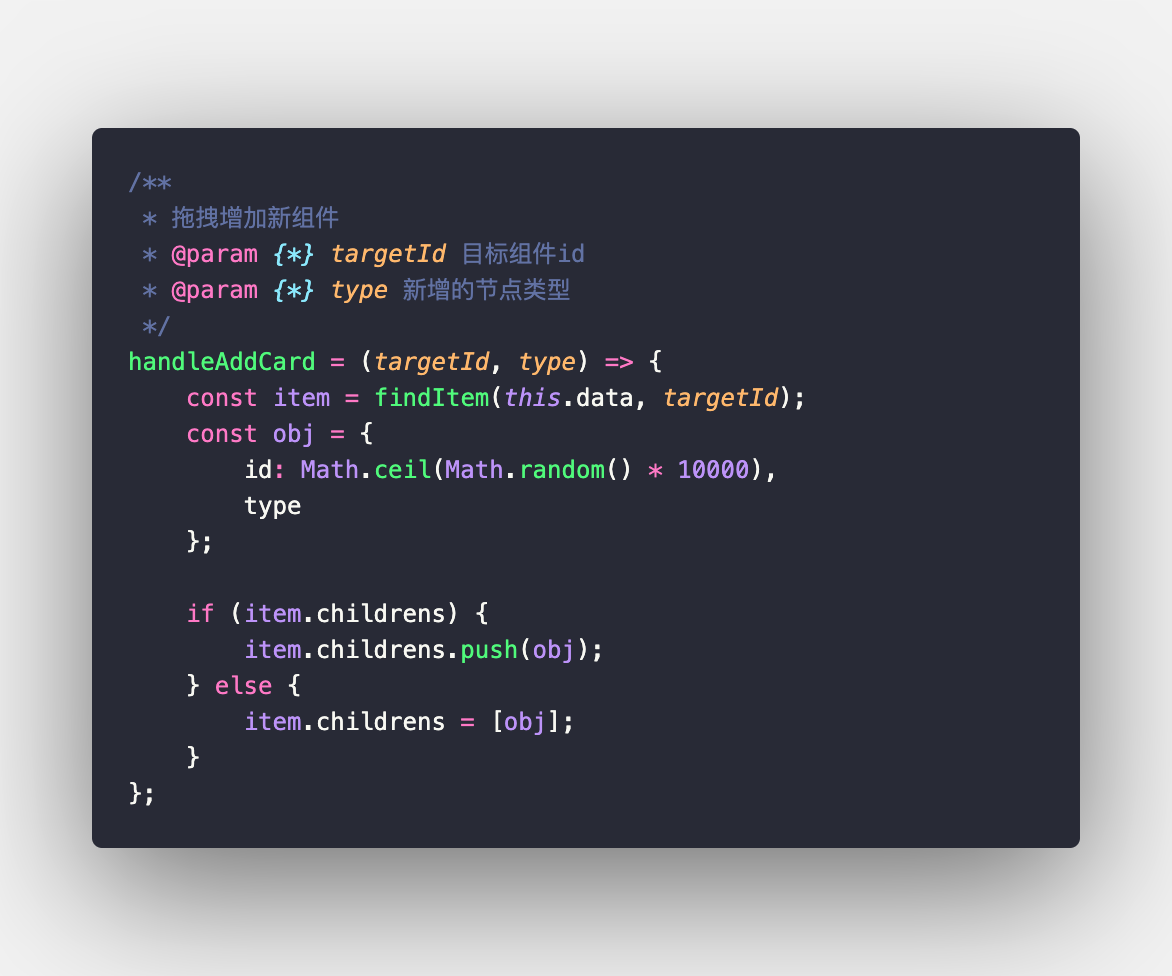 /**
 * 拖拽增加新组件
 * @param {*} targetId 目标组件id
 * @param {*} type 新增的节点类型
 */
handleAddCard = (targetId, type) => {
    const item = findItem(this.data, targetId);
    const obj = {
        id: Math.ceil(Math.random() * 10000),
        type
    };

    if (item.childrens) {
        item.childrens.push(obj);
    } else {
        item.childrens = [obj];
    }
};